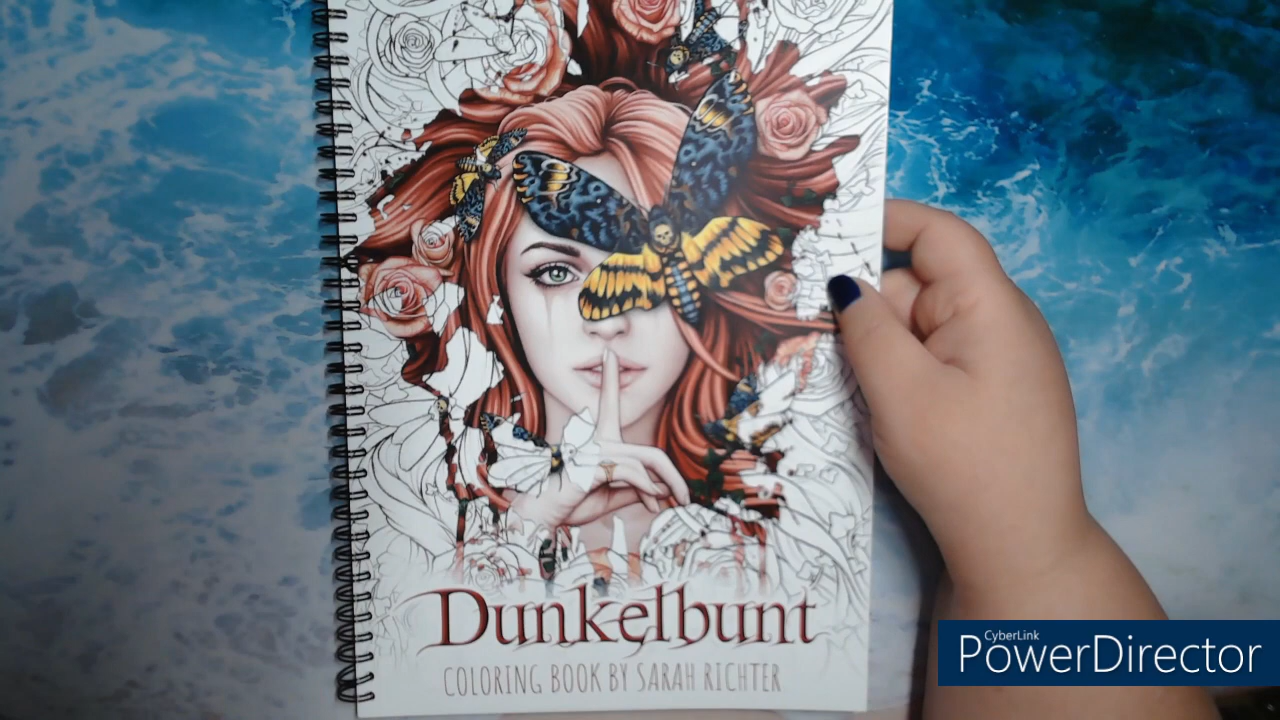 Dunkelbunt
COLORING BOOK BY SARAH RICHTER
CyberLink
PowerDirector